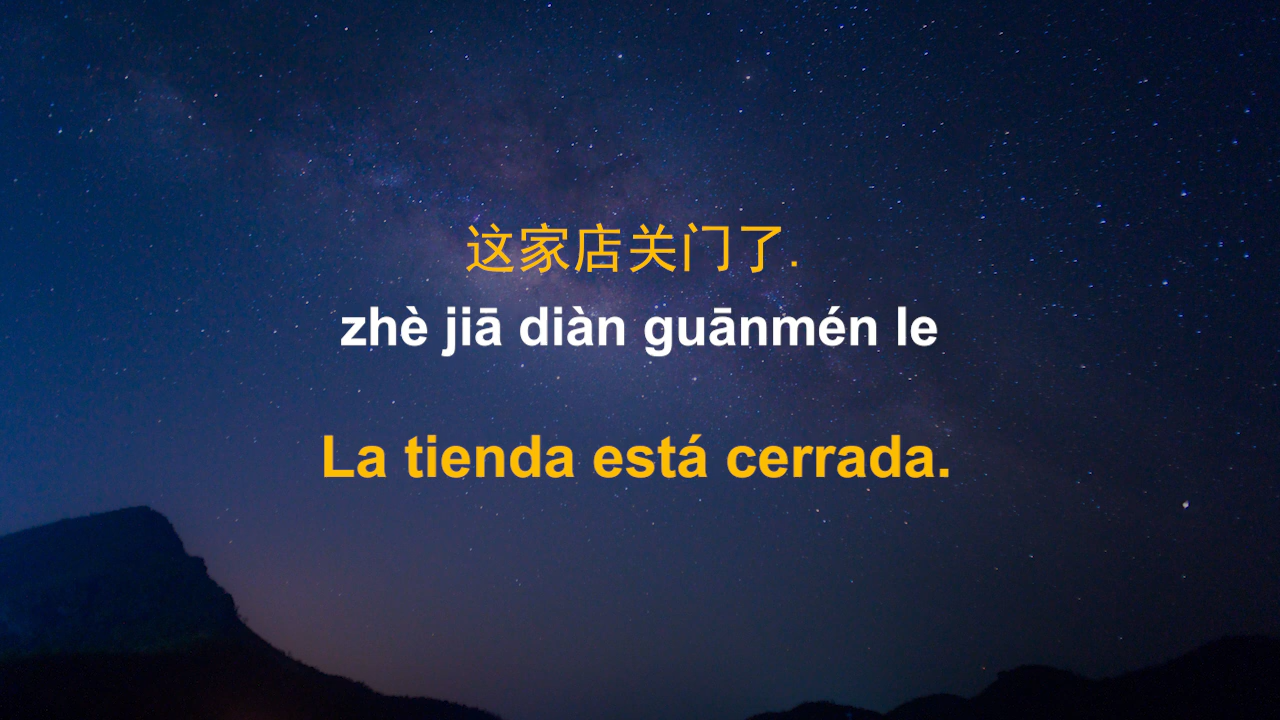 这家店关门了.
zhè jiā diàn guānmén le
La tienda está cerrada.